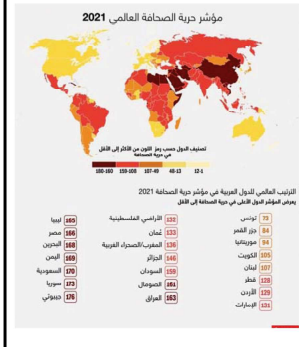 مؤشر حرية الصحافة العالمي 2021
تصنيف الدول حسب رمز اللون من الأكثر إلى الأقل
في حرية الصحافة
180-160 159-108 107-49 48-13 12-1
الترتيب العالمي للدول العربية في مؤشر حرية الصحافة 2021
يعرض المؤشر الدول الأعلى في حرية الصحافة إلى الأقل
73 تونس
84 جزر القمر
94 موريتانيا
105 الكويت
107 لبنان
128 قطر
129 الأردن
131 الإمارات
132 الأراضي الفلسطينية
133 عُمان
136 المغرب/الصحراء الغربية
146 الجزائر
159 السودان
161 الصومال
163 العراق
165 ليبيا
166 مصر
168 البحرين
169 اليمن
170 السعودية
173 سوريا
176 جيبوتي